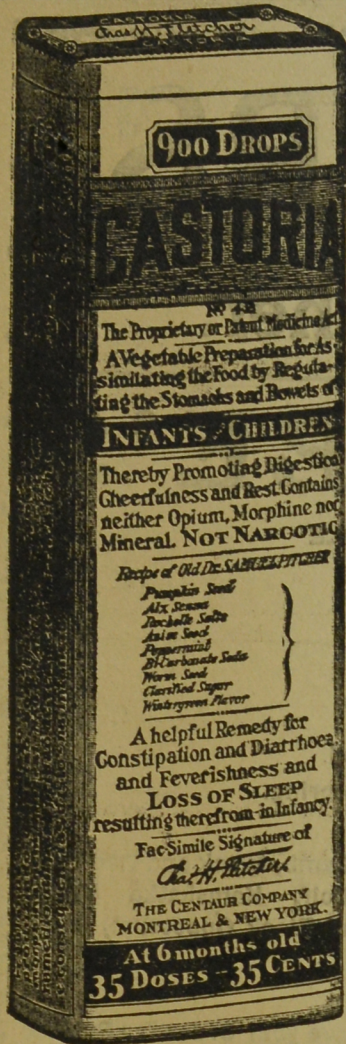 CASTORIA
Chas. H. Fletcher
CASTORIA
900 DROPS
CASTORIA
The Proprietary or Patent Medicine Act
A Vegetable Preparation for As-
similating the Food by Regula-
ting the Stomachs and Bowels of
INFANTS CHILDREN
Thereby Promoting Digestion
Cheerfulness and Rest. Contains
neither Opium, Morphine nor
Mineral. NOT NARCOTIC
Recipe of Old Dr. SAMUEL PITCHER
Pumpkin Seed
Alx Senna
Rochelle Salts
Anise Seed
Peppermint
Bi Carbonate Soda
Worm Seed
Clarified Sugar
Wintergreen Flavor
A helpful Remedy for
Constipation and Diarrhoea
and Feverishness and
LOSS OF SLEEP
resulting therefrom in Infancy.
Fac-Simile Signature of
Chas. H. Fletcher.
THE CENTAUR COMPANY
MONTREAL & NEW YORK.
At 6 months old
35 DOSES - 35 CENTS